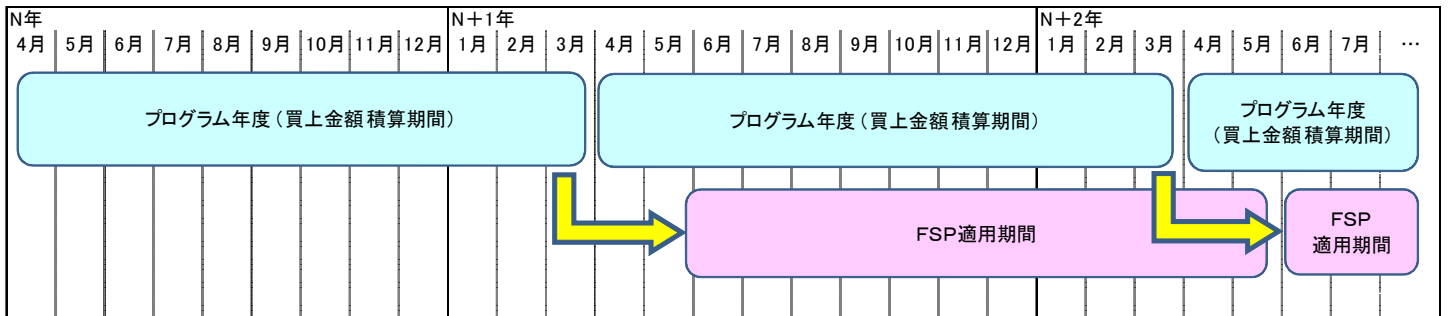 N年 N+1年 N+2年
4月 5月 6月 7月 8月 9月 10月 11月 12月 1月 2月 3月 4月 5月 6月 7月 8月 9月 10月 11月 12月 1月 2月 3月 4月 5月 6月 7月 …
プログラム年度(買上金額積算期間)
プログラム年度(買上金額積算期間)
プログラム年度
(買上金額積算期間)
FSP適用期間
FSP
適用期間